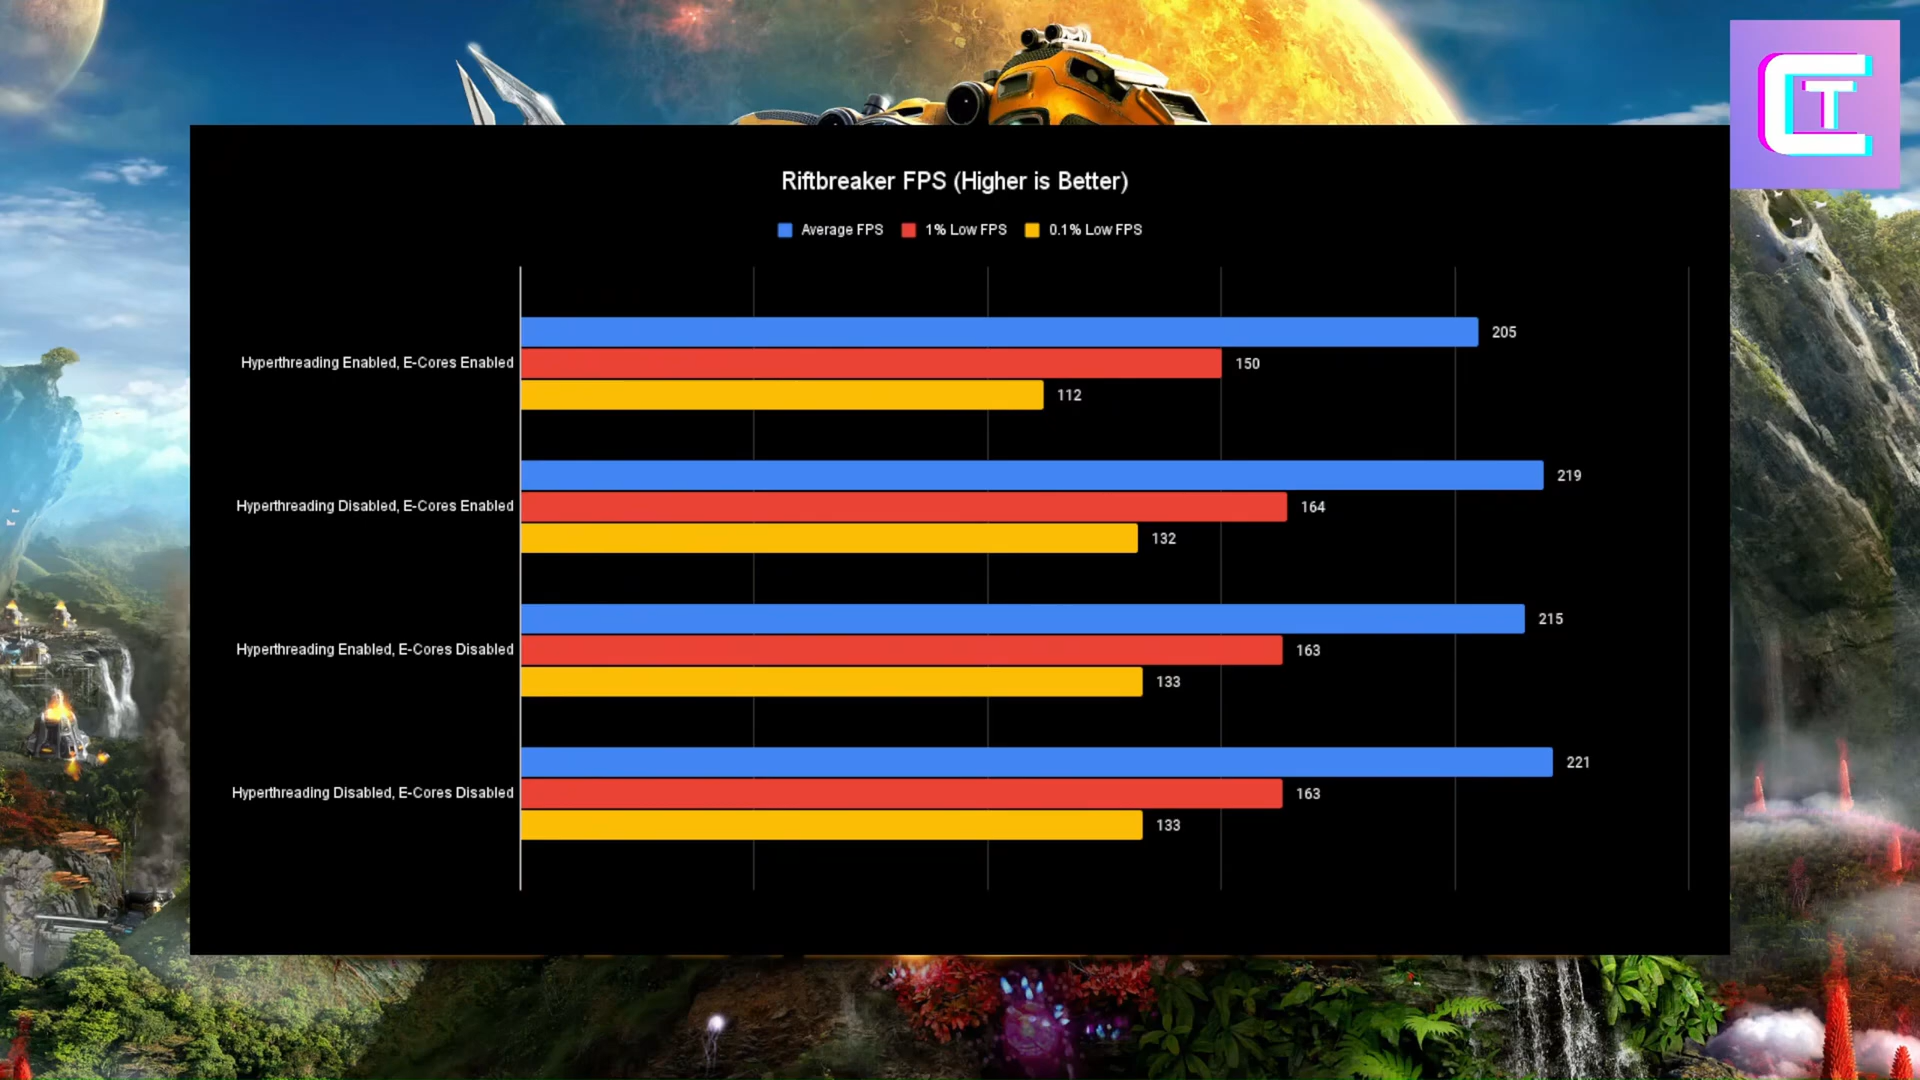 CT
Riftbreaker FPS (Higher is Better)
Average FPS 1% Low FPS 0.1% Low FPS
Hyperthreading Enabled, E-Cores Enabled
205
150
112
Hyperthreading Disabled, E-Cores Enabled
219
164
132
Hyperthreading Enabled, E-Cores Disabled
215
163
133
Hyperthreading Disabled, E-Cores Disabled
221
163
133